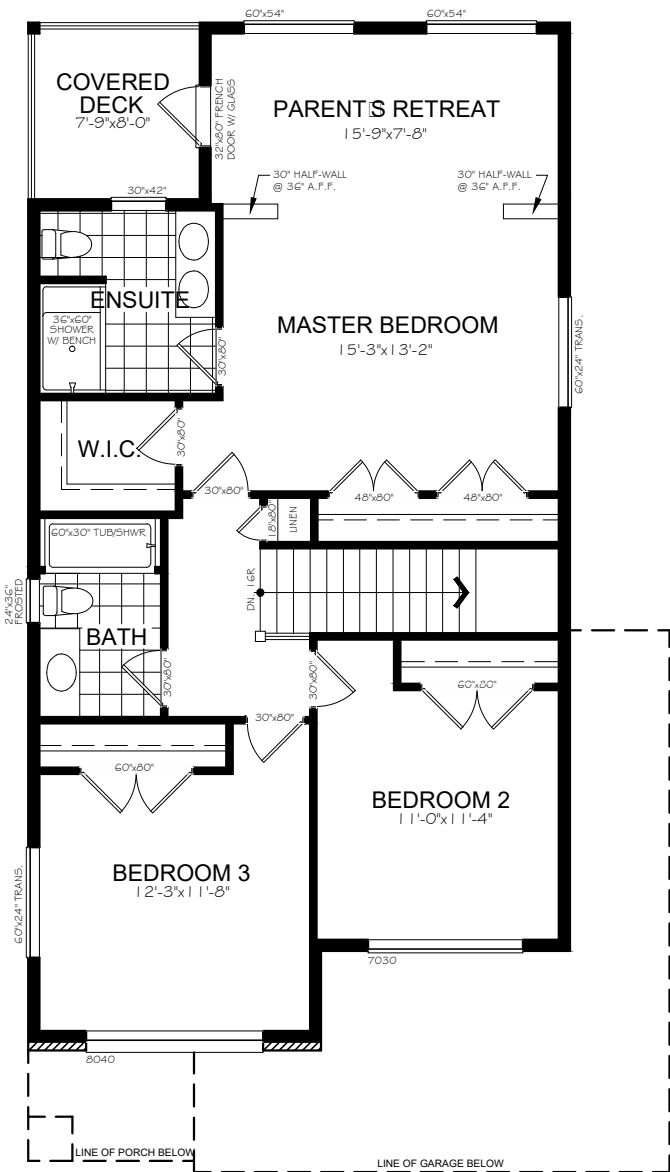 60"x54"
60"x54"
COVERED
DECK
7'-9"x8'-0"
32"x80" FRENCH
DOOR W/ GLASS
PARENT'S RETREAT
15'-9"x7'-8"
30" HALF-WALL
@ 36" A.F.F.
30" HALF-WALL
@ 36" A.F.F.
30"x42"
ENSUITE
36"x60"
SHOWER
W/ BENCH
30"x80"
MASTER BEDROOM
15'-3"x13'-2"
60"x24" TRANS.
W.I.C.
30"x80"
30"x80"
48"x80"
48"x80"
18"x80"
LINEN
60"x30" TUB/SHWR
24"x36"
FROSTED
DN. 16R
BATH
30"x80"
30"x80"
60"x80"
30"x80"
60"x80"
BEDROOM 2
11'-0"x11'-4"
BEDROOM 3
12'-3"x11'-8"
60"x24" TRANS.
7030
8040
LINE OF PORCH BELOW
LINE OF GARAGE BELOW